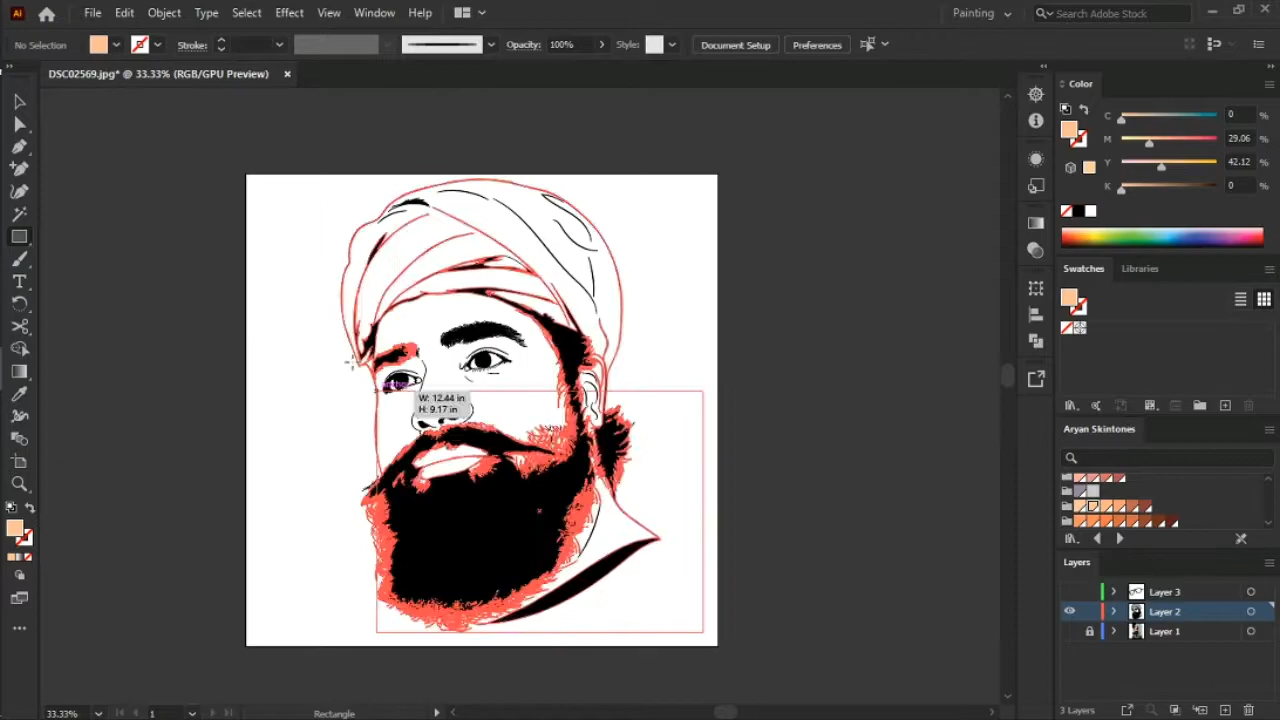 Ai File Edit Object Type Select Effect View Window Help Painting Search Adobe Stock
No Selection Stroke: Opacity: 100% Style: Document Setup Preferences
DSC02569.jpg* @ 33.33% (RGB/GPU Preview) ×
Color
C 0 %
M 29.06 %
Y 42.12 %
K 0 %
Swatches Libraries
W: 12.44 in
H: 9.17 in
Aryan Skintones
Layers
Layer 3
Layer 2
Layer 1
33.33% 1 Rectangle 3 Layers